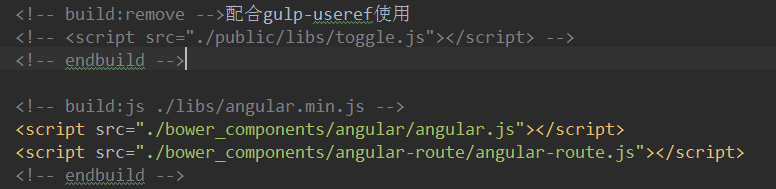 <!-- build:remove -->配合gulp-useref使用
<!-- <script src="./public/libs/toggle.js"></script> -->
<!-- endbuild -->
<!-- build:js ./libs/angular.min.js -->
<script src="./bower_components/angular/angular.js"></script>
<script src="./bower_components/angular-route/angular-route.js"></script>
<!-- endbuild -->